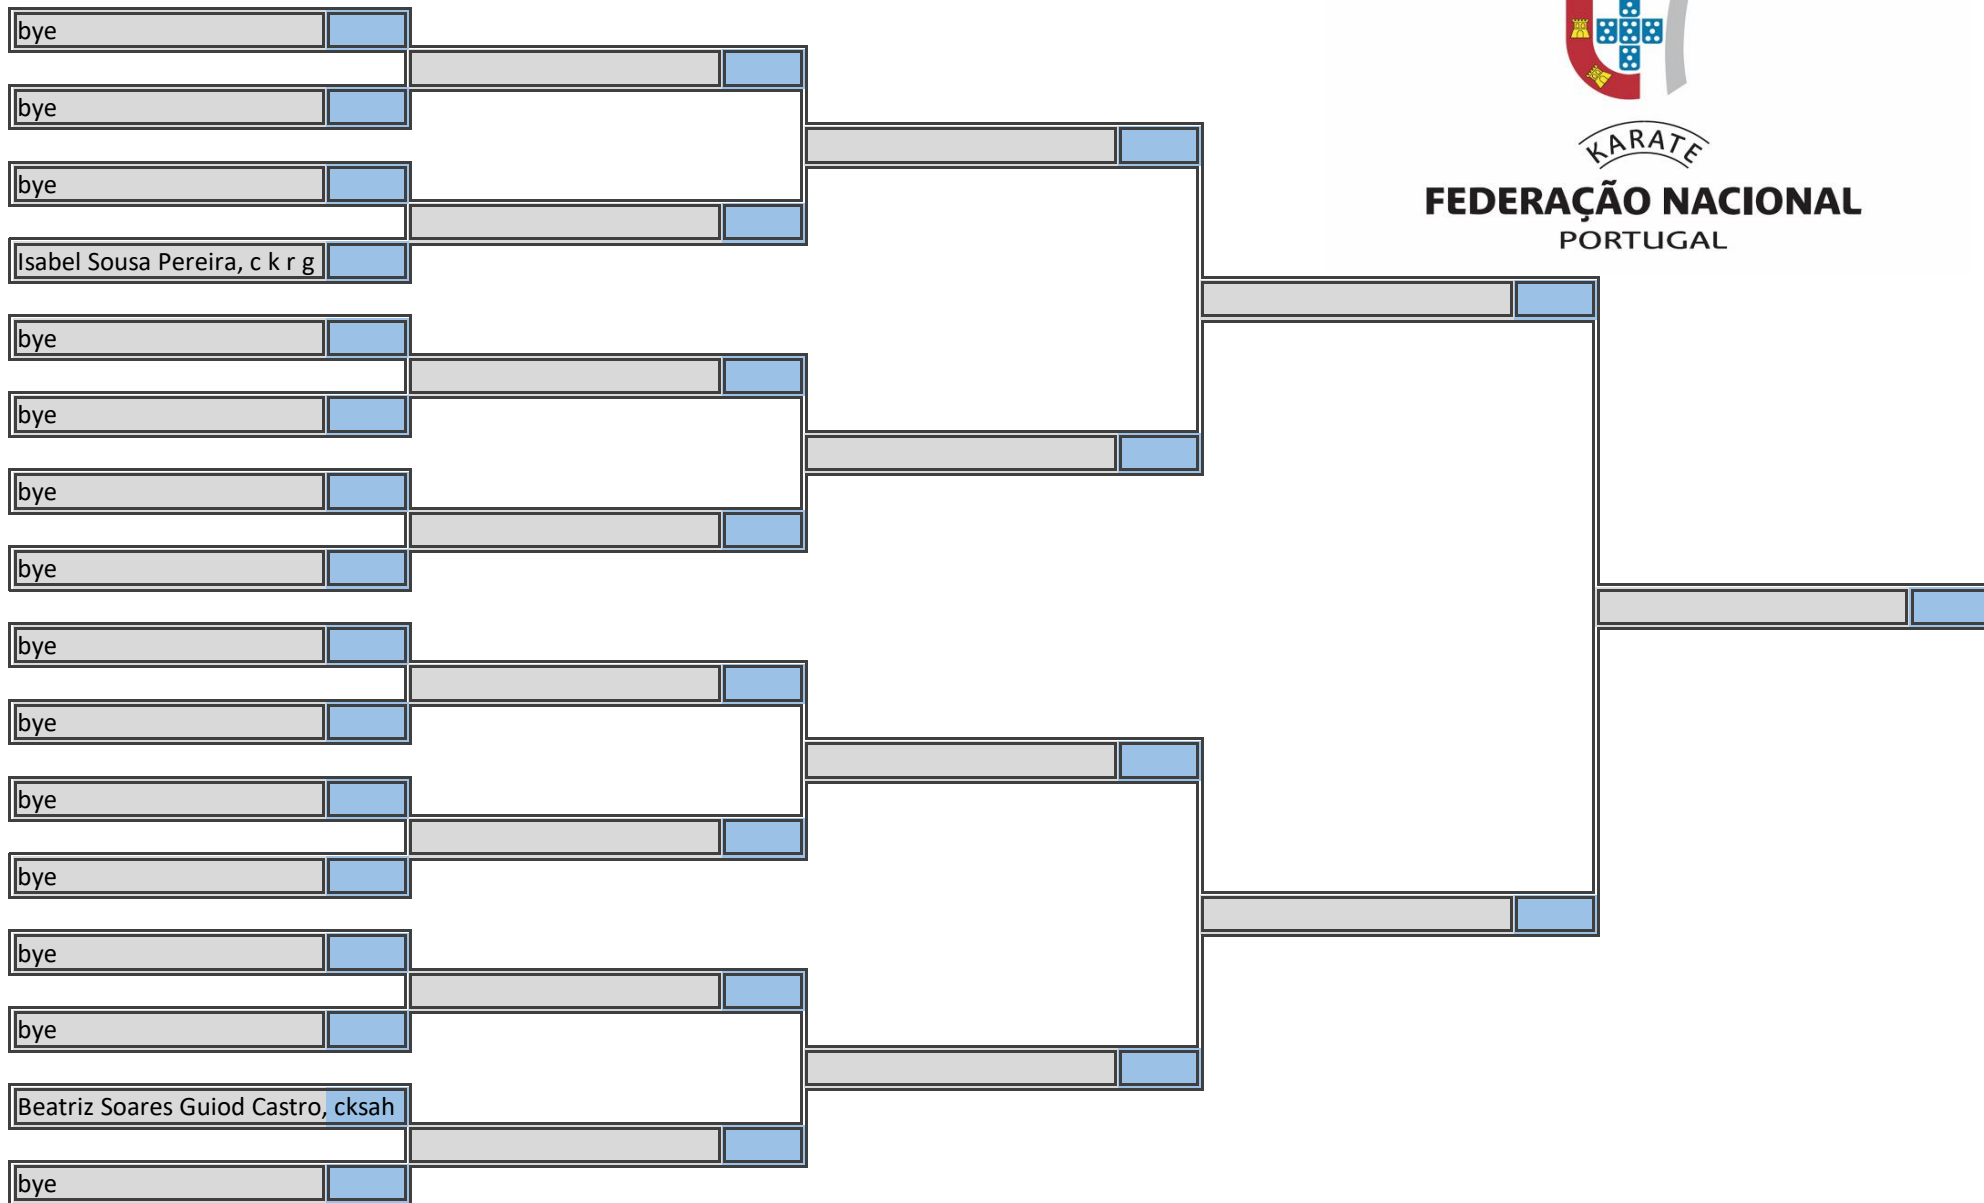 bye
bye
bye
Isabel Sousa Pereira, c k r g
bye
bye
bye
bye
bye
bye
bye
bye
bye
bye
Beatriz Soares Guiod Castro, cksah
bye
KARATE
FEDERAÇÃO NACIONAL
PORTUGAL